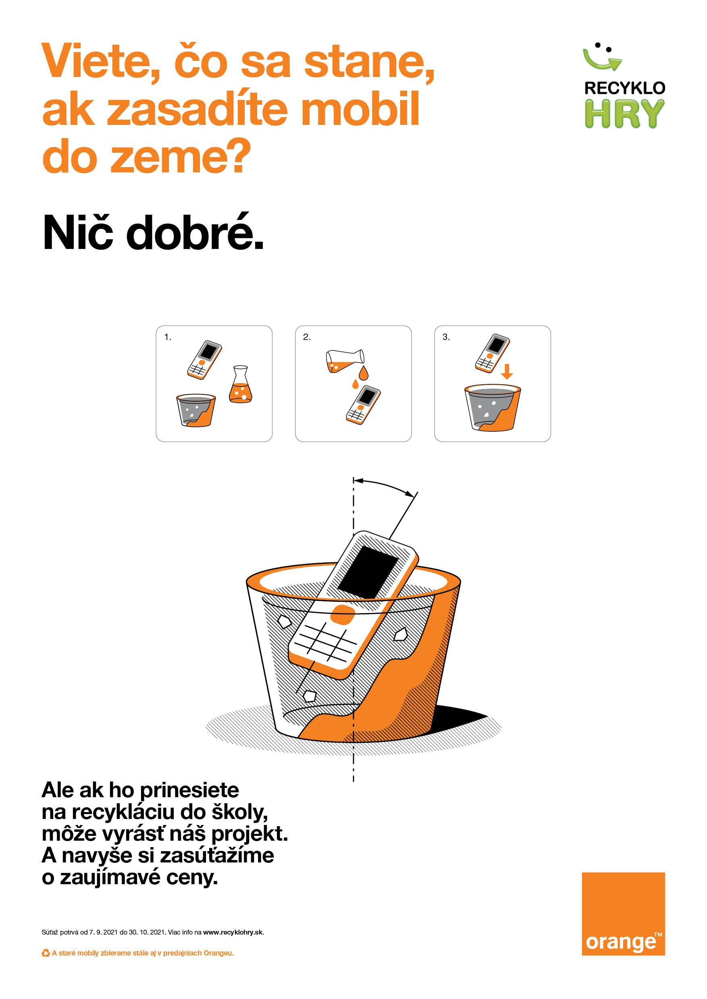 Viete, čo sa stane,
ak zasadíte mobil
do zeme?
RECYKLO
HRY
Nič dobré.
1.
2.
3.
Ale ak ho prinesiete
na recykláciu do školy,
môže vyrásť náš projekt.
A navyše si zasúťažíme
o zaujímavé ceny.
Súťaž potrvá od 7. 9. 2021 do 30. 10. 2021. Viac info na www.recyklohry.sk.
A staré mobily zbierame stále aj v predajniach Orangeu.
orange™